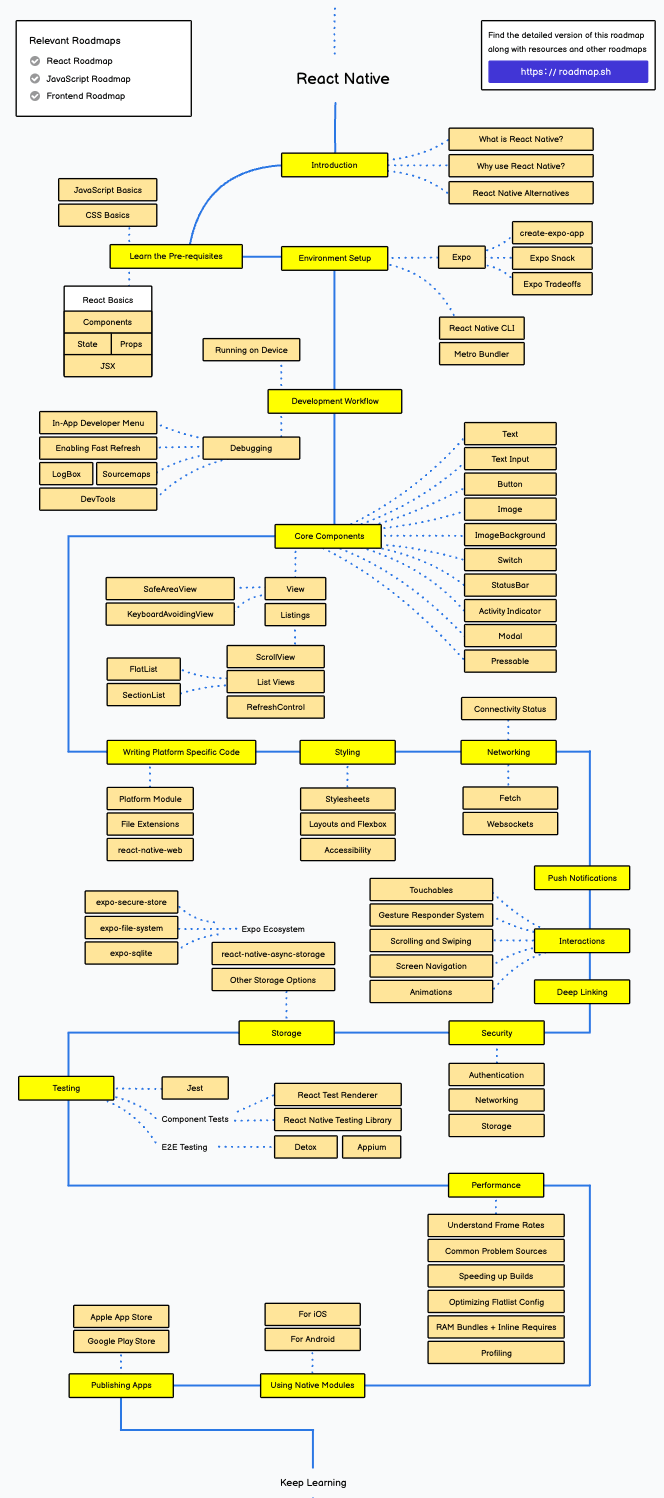 Relevant Roadmaps
React Roadmap
JavaScript Roadmap
Frontend Roadmap
Find the detailed version of this roadmap
along with resources and other roadmaps
https://roadmap.sh
React Native
Introduction
What is React Native?
Why use React Native?
React Native Alternatives
JavaScript Basics
CSS Basics
Learn the Pre-requisites
React Basics
Components
State
Props
JSX
Environment Setup
Expo
create-expo-app
Expo Snack
Expo Tradeoffs
React Native CLI
Metro Bundler
Running on Device
Development Workflow
Debugging
In-App Developer Menu
Enabling Fast Refresh
LogBox
Sourcemaps
DevTools
Core Components
Text
Text Input
Button
Image
ImageBackground
Switch
StatusBar
Activity Indicator
Modal
Pressable
View
SafeAreaView
KeyboardAvoidingView
Listings
ScrollView
List Views
RefreshControl
FlatList
SectionList
Connectivity Status
Writing Platform Specific Code
Styling
Networking
Platform Module
File Extensions
react-native-web
Stylesheets
Layouts and Flexbox
Accessibility
Fetch
Websockets
Push Notifications
Touchables
Gesture Responder System
Scrolling and Swiping
Screen Navigation
Animations
Interactions
Deep Linking
expo-secure-store
expo-file-system
expo-sqlite
Expo Ecosystem
react-native-async-storage
Other Storage Options
Storage
Security
Authentication
Networking
Storage
Testing
Jest
Component Tests
React Test Renderer
React Native Testing Library
E2E Testing
Detox
Appium
Performance
Understand Frame Rates
Common Problem Sources
Speeding up Builds
Optimizing Flatlist Config
RAM Bundles + Inline Requires
Profiling
Apple App Store
Google Play Store
For iOS
For Android
Publishing Apps
Using Native Modules
Keep Learning